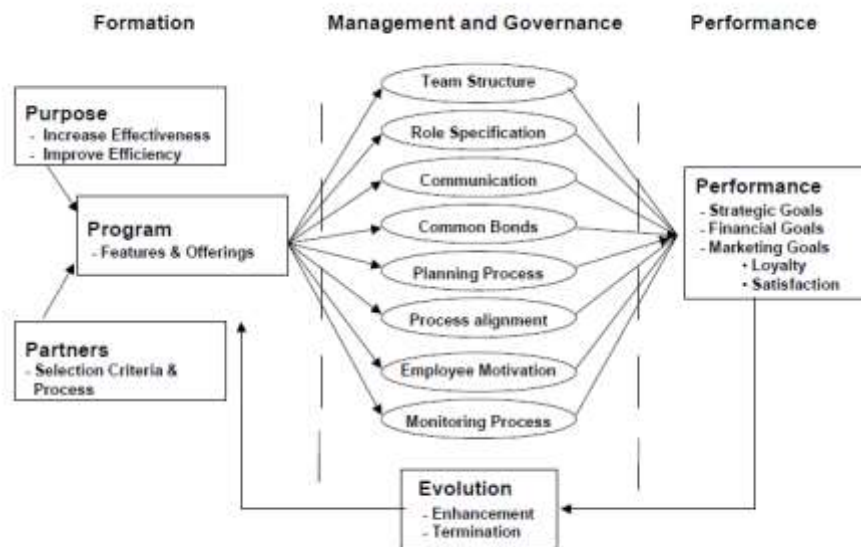 Formation Management and Governance Performance
Purpose
- Increase Effectiveness
- Improve Efficiency
Program
- Features & Offerings
Partners
- Selection Criteria &
Process
Team Structure
Role Specification
Communication
Common Bonds
Planning Process
Process alignment
Employee Motivation
Monitoring Process
Performance
- Strategic Goals
- Financial Goals
- Marketing Goals
• Loyalty
• Satisfaction
Evolution
- Enhancement
- Termination